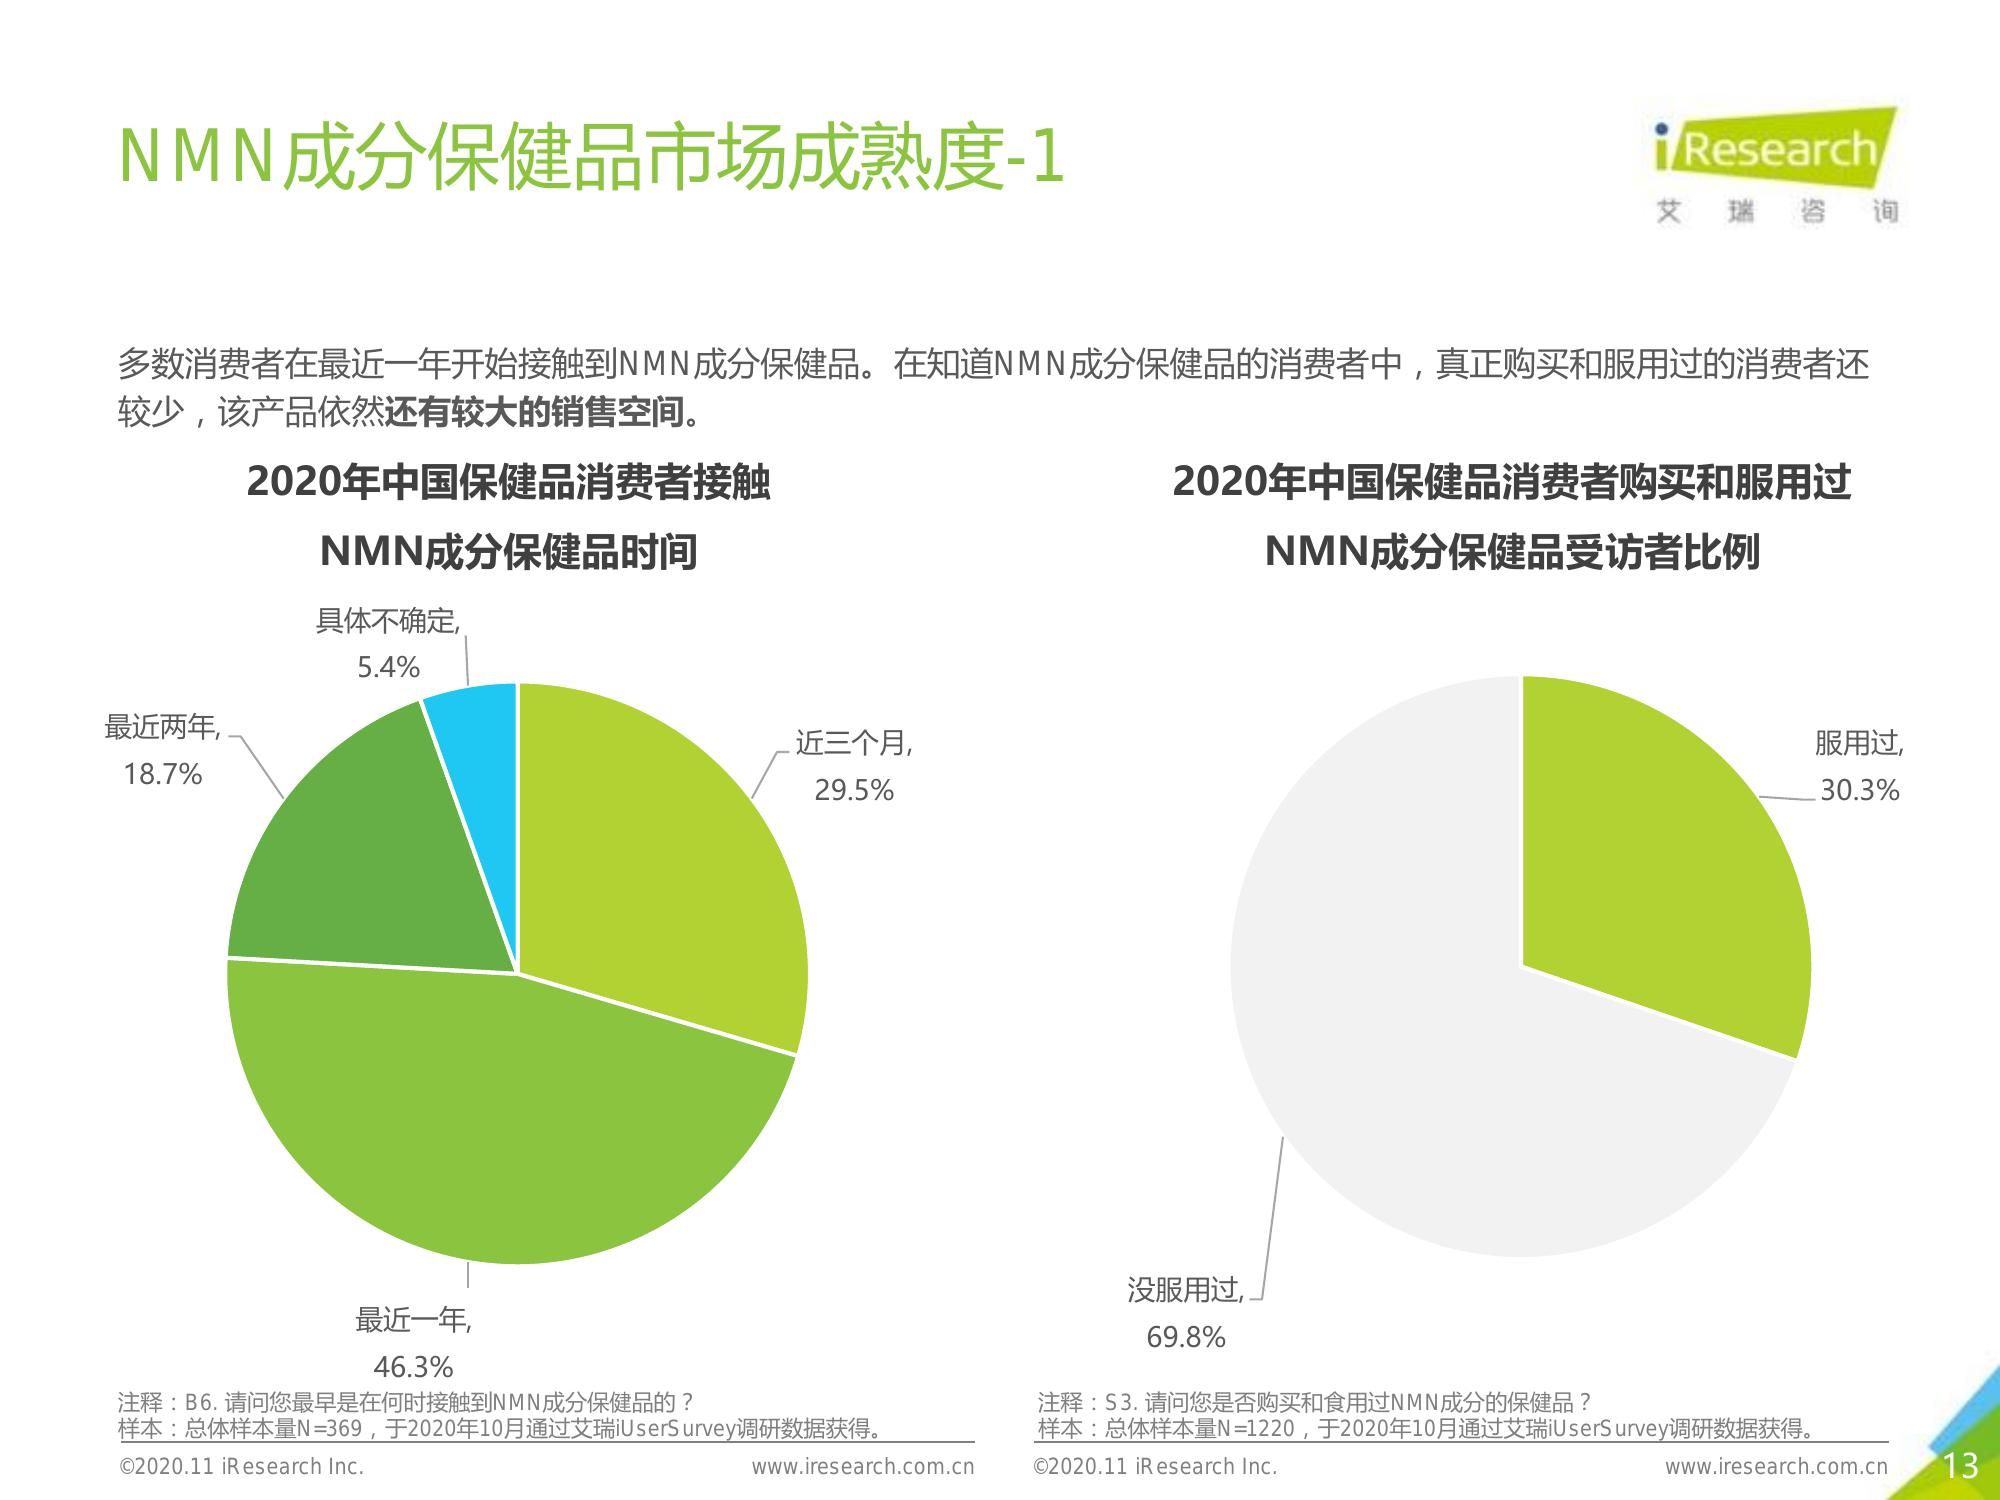 NMN成分保健品市场成熟度-1
iResearch
艾瑞咨询
多数消费者在最近一年开始接触到NMN成分保健品。在知道NMN成分保健品的消费者中，真正购买和服用过的消费者还
较少，该产品依然还有较大的销售空间。
2020年中国保健品消费者接触
NMN成分保健品时间
具体不确定,
5.4%
最近两年,
18.7%
近三个月,
29.5%
最近一年,
46.3%
注释：B6. 请问您最早是在何时接触到NMN成分保健品的？
样本：总体样本量N=369，于2020年10月通过艾瑞iUserSurvey调研数据获得。
©2020.11 iResearch Inc.
www.iresearch.com.cn
2020年中国保健品消费者购买和服用过
NMN成分保健品受访者比例
服用过,
30.3%
没服用过,
69.8%
注释：S3. 请问您是否购买和食用过NMN成分的保健品？
样本：总体样本量N=1220，于2020年10月通过艾瑞iUserSurvey调研数据获得。
©2020.11 iResearch Inc.
www.iresearch.com.cn
13